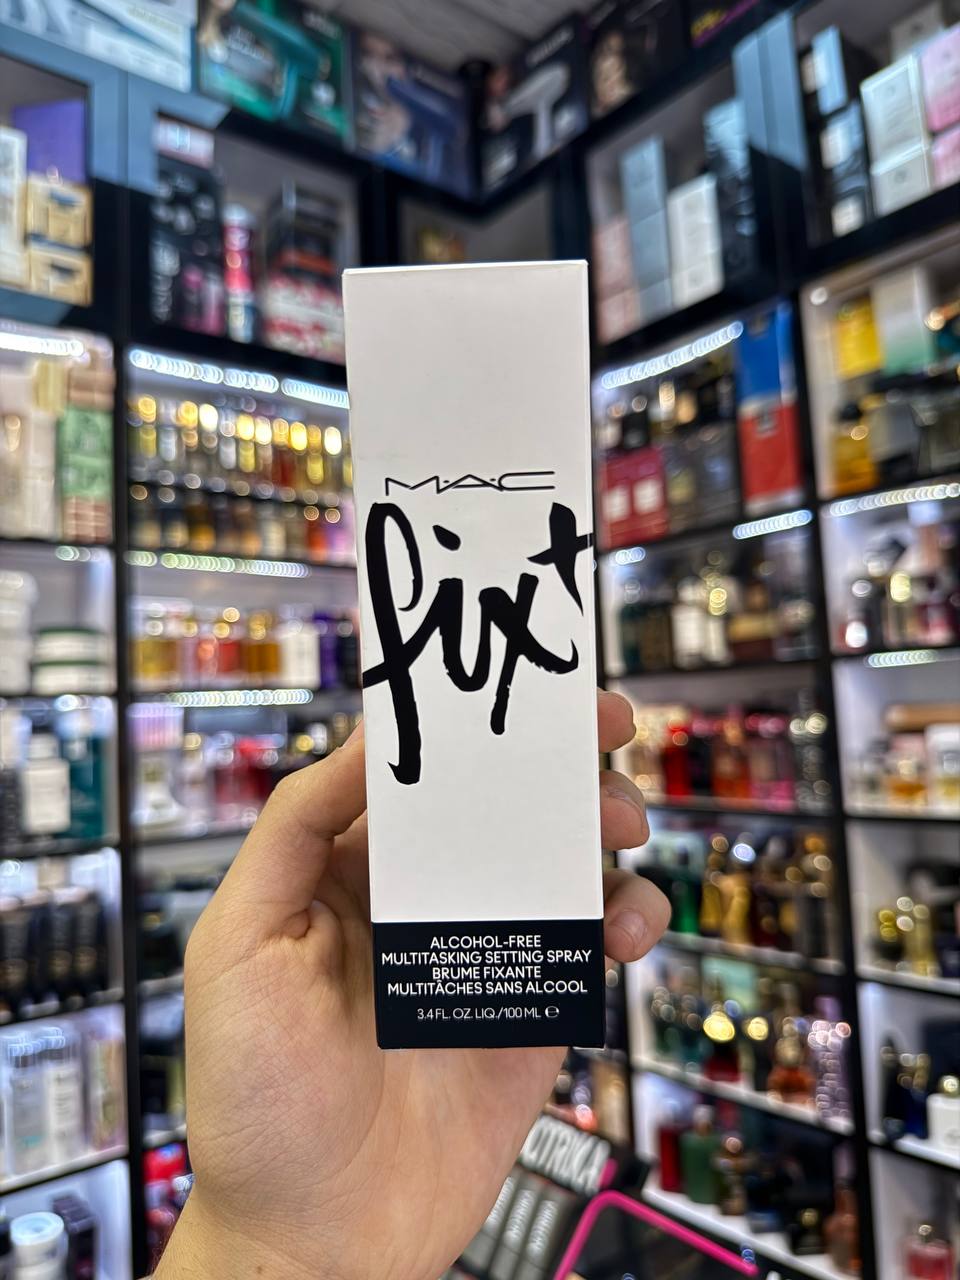 M·A·C
fix+
ALCOHOL-FREE
MULTITASKING SETTING SPRAY
BRUME FIXANTE
MULTITÂCHES SANS ALCOOL
3.4 FL. OZ. LIQ./100 ML ℮